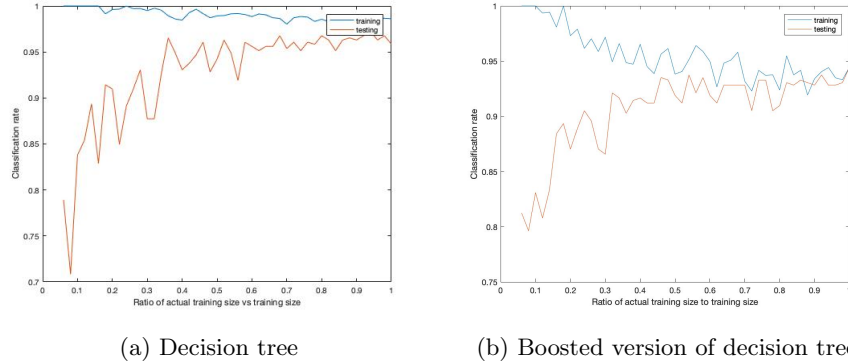 1
0.95
0.9
0.85
0.8
0.75
0.7
Classification rate
0 0.1 0.2 0.3 0.4 0.5 0.6 0.7 0.8 0.9 1
Ratio of actual training size vs training size
training
testing
(a) Decision tree
1
0.95
0.9
0.85
0.8
0.75
Classification rate
0 0.1 0.2 0.3 0.4 0.5 0.6 0.7 0.8 0.9 1
Ratio of actual training size to training size
training
testing
(b) Boosted version of decision tree